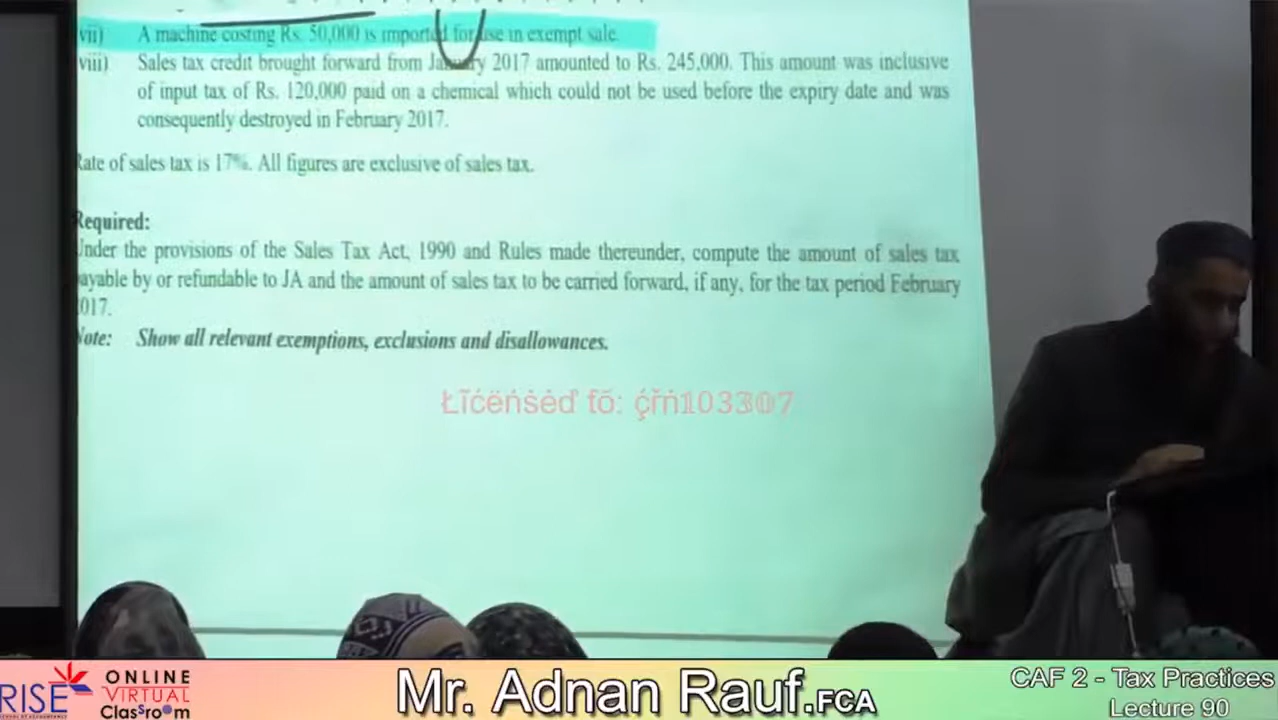 vii) A machine costing Rs. 50,000 is imported for use in exempt sale.
viii) Sales tax credit brought forward from January 2017 amounted to Rs. 245,000. This amount was inclusive
of input tax of Rs. 120,000 paid on a chemical which could not be used before the expiry date and was
consequently destroyed in February 2017.
Rate of sales tax is 17%. All figures are exclusive of sales tax.
Required:
Under the provisions of the Sales Tax Act, 1990 and Rules made thereunder, compute the amount of sales tax
payable by or refundable to JA and the amount of sales tax to be carried forward, if any, for the tax period February
2017.
Note: Show all relevant exemptions, exclusions and disallowances.
Łĩćëńṡėď ťő: ḉřṅ103307
RISE ONLINE
VIRTUAL
Classroom
Mr. Adnan Rauf.FCA
CAF 2 - Tax Practices
Lecture 90